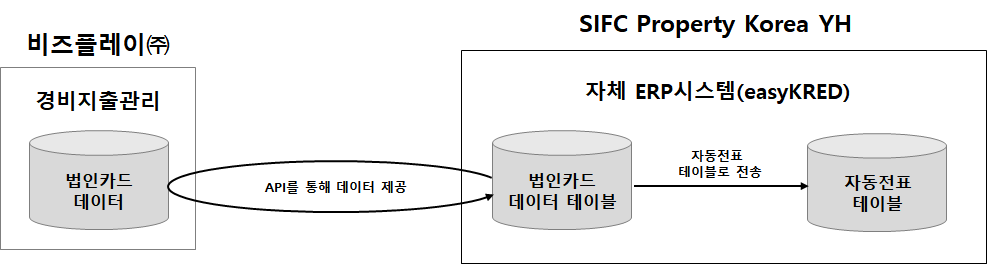 SIFC Property Korea YH
비즈플레이㈜
경비지출관리
법인카드
데이터
API를 통해 데이터 제공
자체 ERP시스템(easyKRED)
법인카드
데이터 테이블
자동전표
테이블로 전송
자동전표
테이블